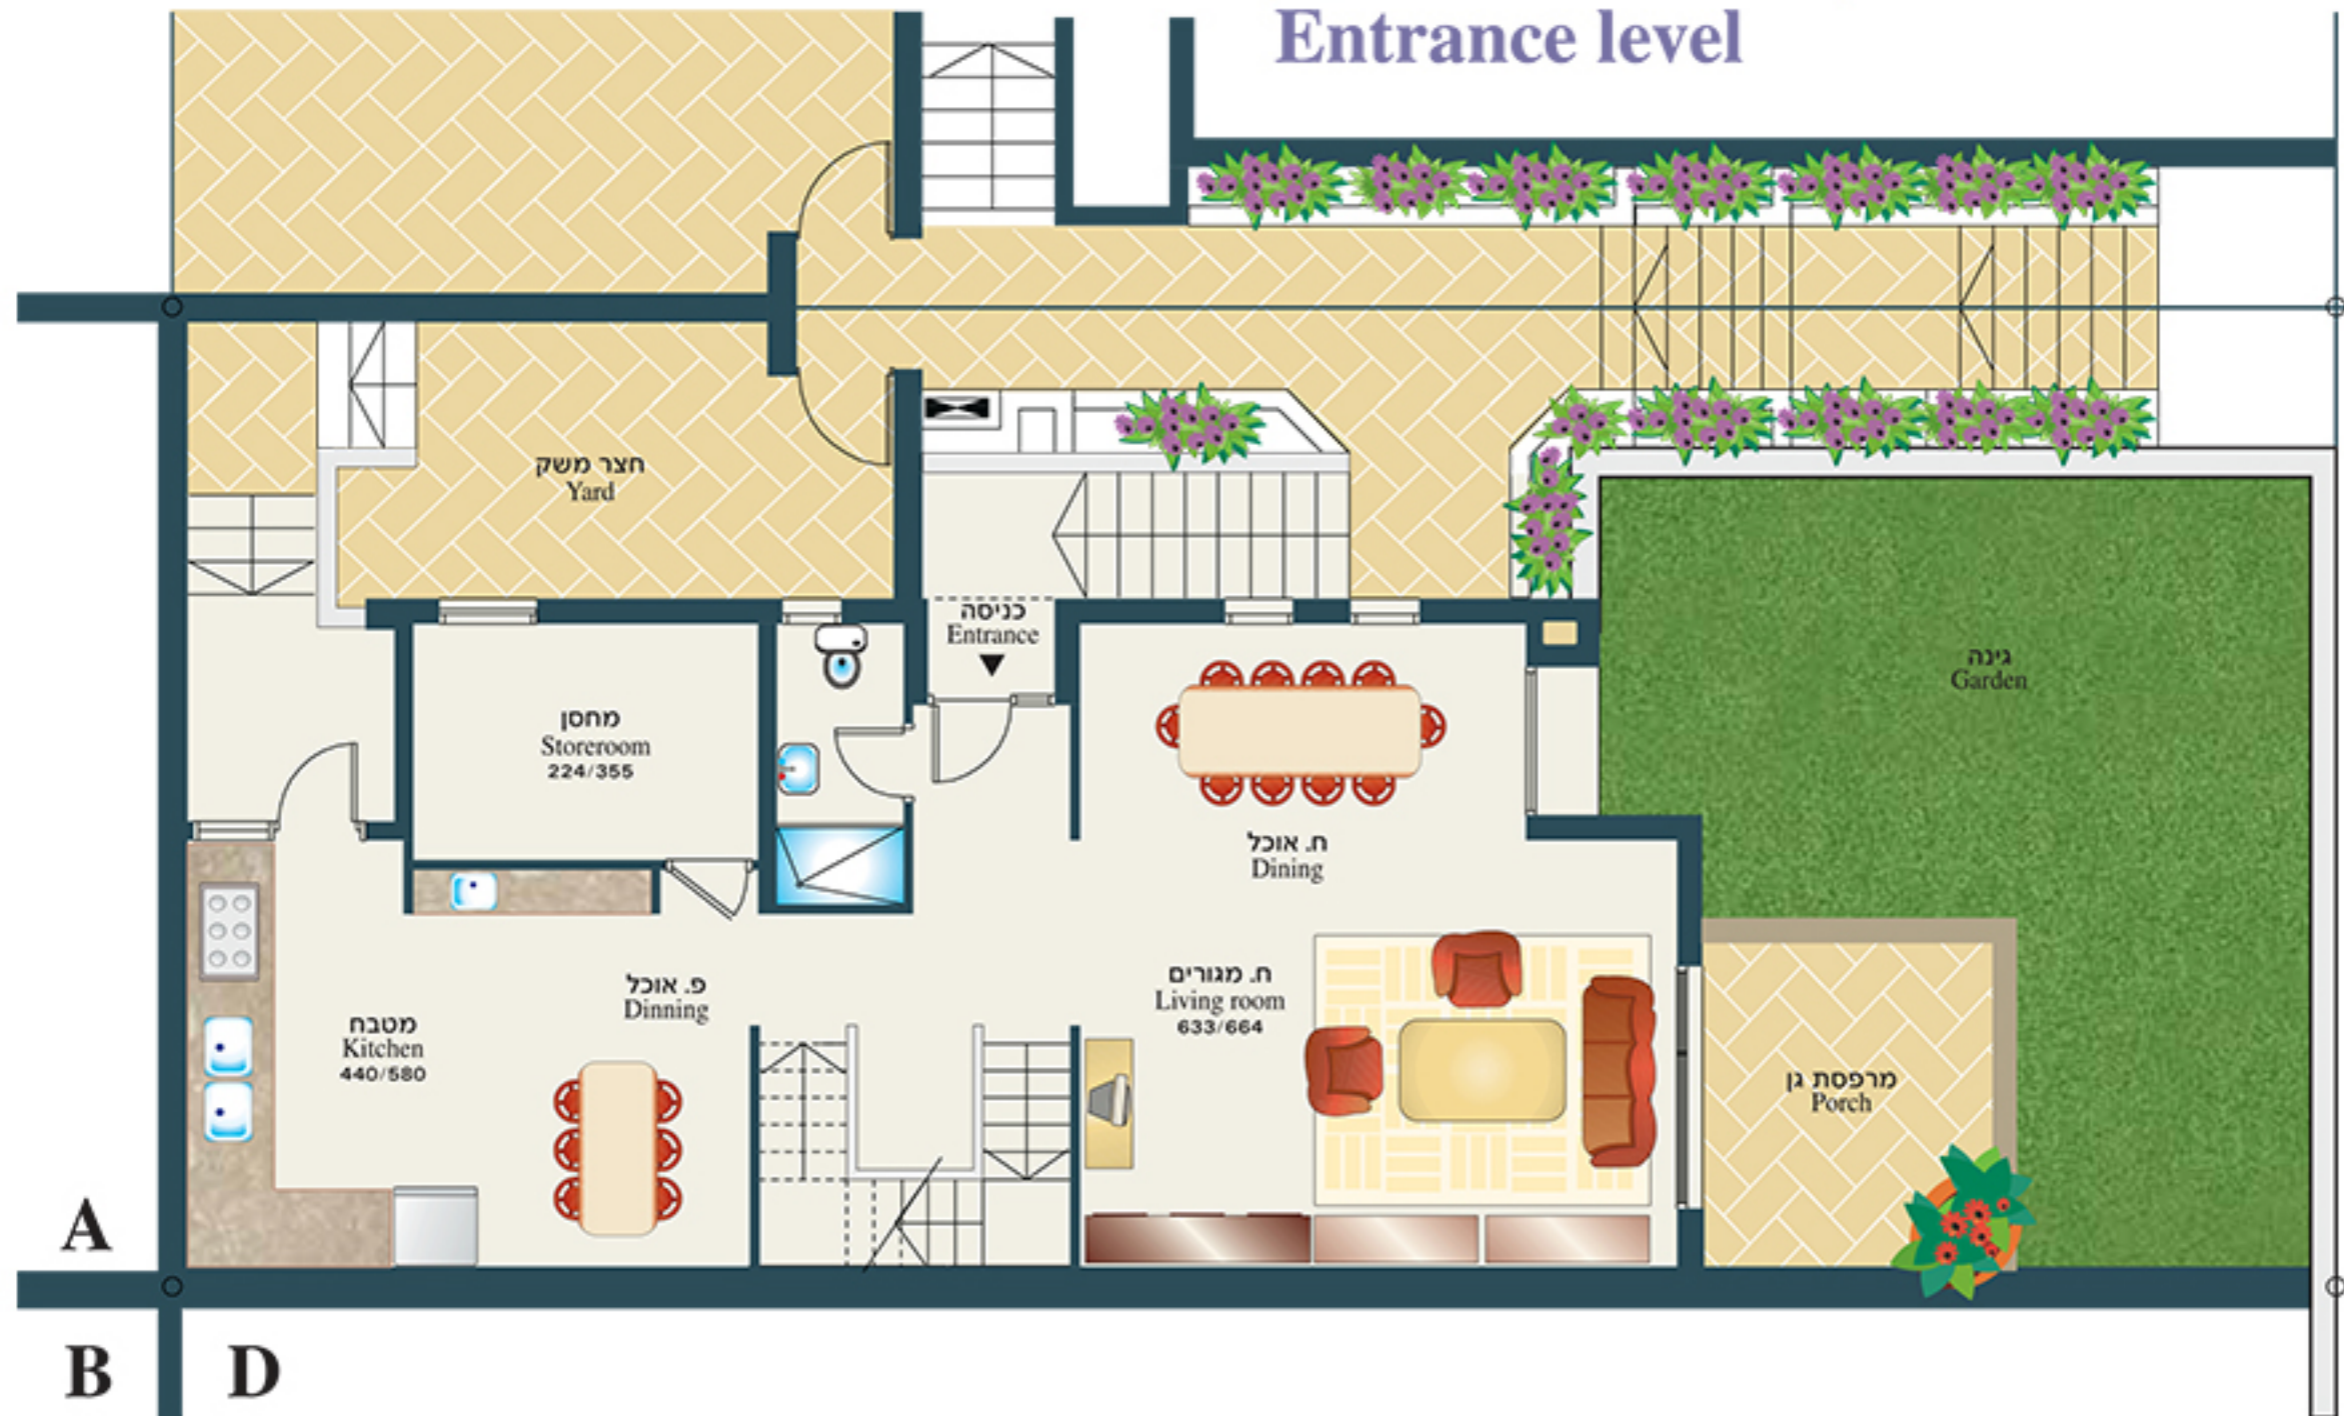 Entrance level
חצר משק
Yard
כניסה
Entrance
גינה
Garden
מחסן
Storeroom
224/355
ח. אוכל
Dining
פ. אוכל
Dinning
ח. מגורים
Living room
633/664
מטבח
Kitchen
440/580
מרפסת גן
Porch
A
B
D